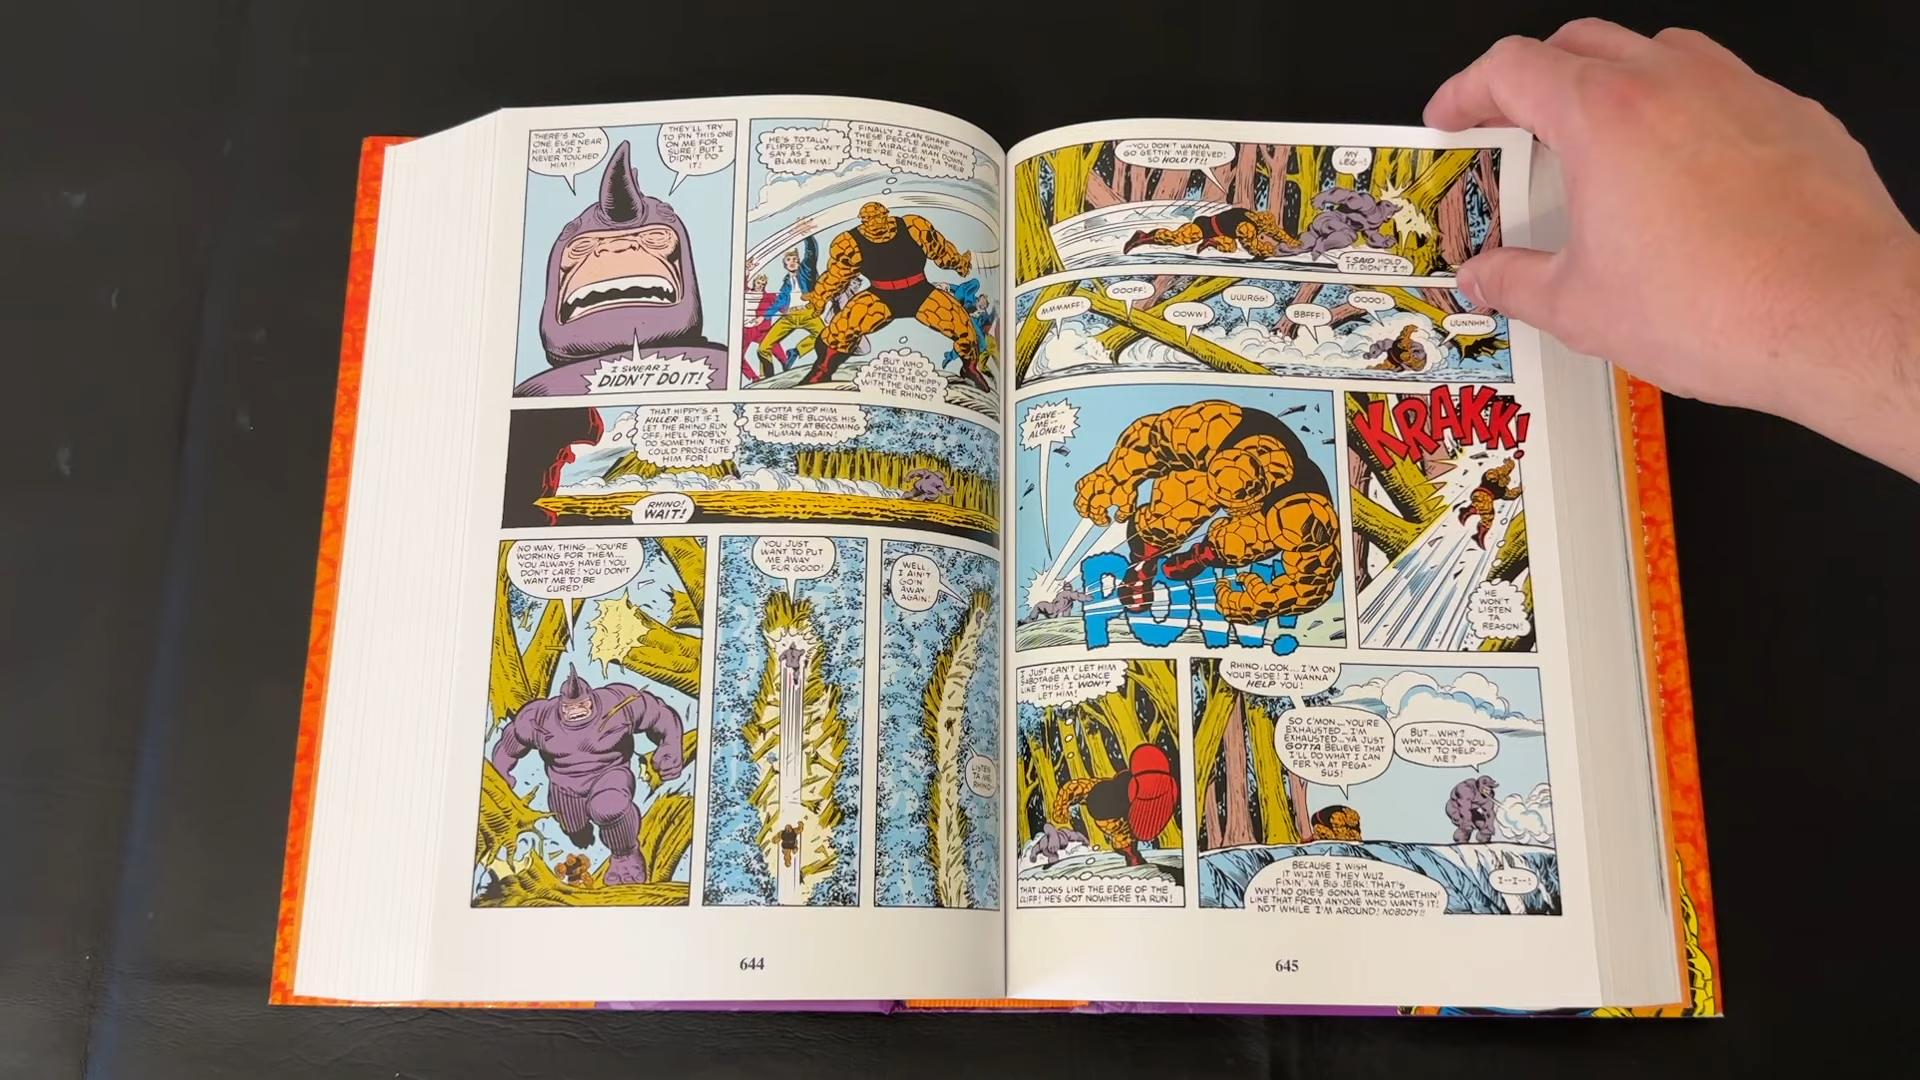 THERE'S NO
ONE ELSE NEAR
HIM! AND I
NEVER TOUCHED
HIM!!
THEY'LL TRY
TO PIN THIS ONE
ON ME FOR
SURE! BUT I
DIDN'T DO
IT!
I SWEAR I
DIDN'T DO IT!
HE'S TOTALLY
FLIPPED... CAN'T
SAY AS I
BLAME HIM!
FINALLY I CAN SHAKE
THESE PEOPLE AWAY. WITH
THE MIRACLE MAN DOWN,
THEY'RE COMIN' TA THEIR
SENSES!
BUT WHO
SHOULD I GO
AFTER? THE HIPPY
WITH THE GUN OR
THE RHINO?
THAT HIPPY'S A
KILLER. BUT IF I
LET THE RHINO RUN
OFF, HE'LL PROB'LY
DO SOMETHIN' THEY
COULD PROSECUTE
HIM FOR!
I GOTTA STOP HIM
BEFORE HE BLOWS HIS
ONLY SHOT AT BECOMING
HUMAN AGAIN!
RHINO!
WAIT!
NO WAY, THING... YOU'RE
WORKING FOR THEM...
YOU ALWAYS HAVE! YOU
DON'T CARE! YOU DON'T
WANT ME TO BE
CURED!
YOU JUST
WANT TO PUT
ME AWAY
FOR GOOD!
WELL,
I AIN'T
GO'N
AWAY
AGAIN!
LISTEN
TA ME,
RHINO--
644
--YOU DON'T WANNA
GO GETTIN' ME PEEVED!
SO HOLD IT!!
MY
LEG--!
I SAID HOLD
IT, DIDN'T I?!
MMMMFF!
OOOFF!
OOWW!
UUURGG!
BBFFF!
OOOO!
UUNNHH!
LEAVE--
ME--
ALONE!!
POW!
KRAKK!
HE
WON'T
LISTEN
TA
REASON!
I JUST CAN'T LET HIM
SABOTAGE A CHANCE
LIKE THIS! I WON'T
LET HIM!
THAT LOOKS LIKE THE EDGE OF THE
CLIFF! HE'S GOT NOWHERE TA RUN!
RHINO, LOOK... I'M ON
YOUR SIDE! I WANNA
HELP YOU!
SO C'MON... YOU'RE
EXHAUSTED... I'M
EXHAUSTED... YA JUST
GOTTA BELIEVE THAT
I'LL DO WHAT I CAN
FER YA AT PEGA-
SUS!
BUT... WHY?
WHY... WOULD YOU...
WANT TO HELP...
ME?
BECAUSE I WISH
IT WUZ ME THEY WUZ
FIXIN', YA BIG JERK! THAT'S
WHY! NO ONE'S GONNA TAKE SOMETHIN'
LIKE THAT FROM ANYONE WHO WANTS IT!
NOT WHILE I'M AROUND! NOBODY!!
I--I--!
645